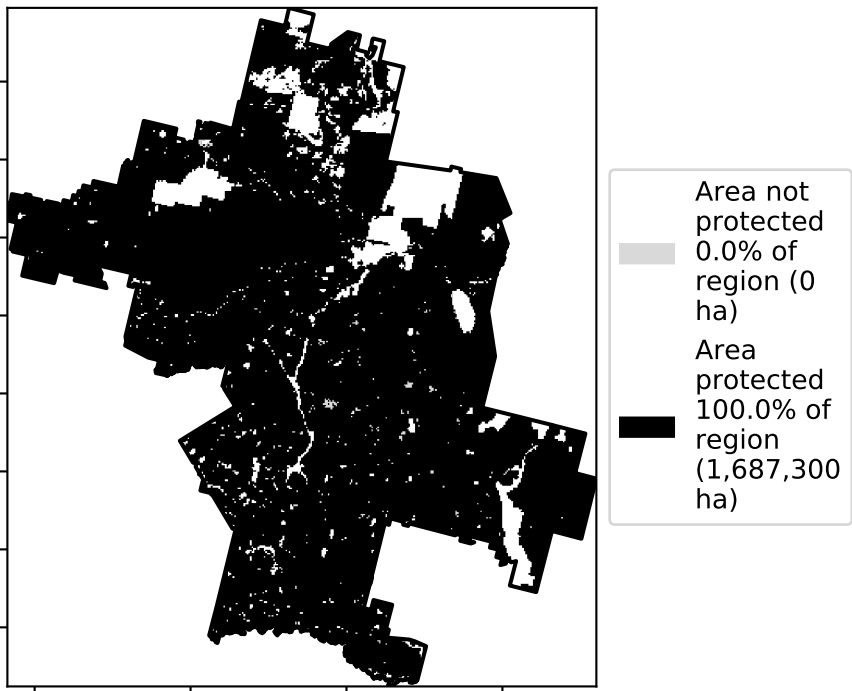 Area not
protected
0.0% of
region (0
ha)
Area
protected
100.0% of
region
(1,687,300
ha)